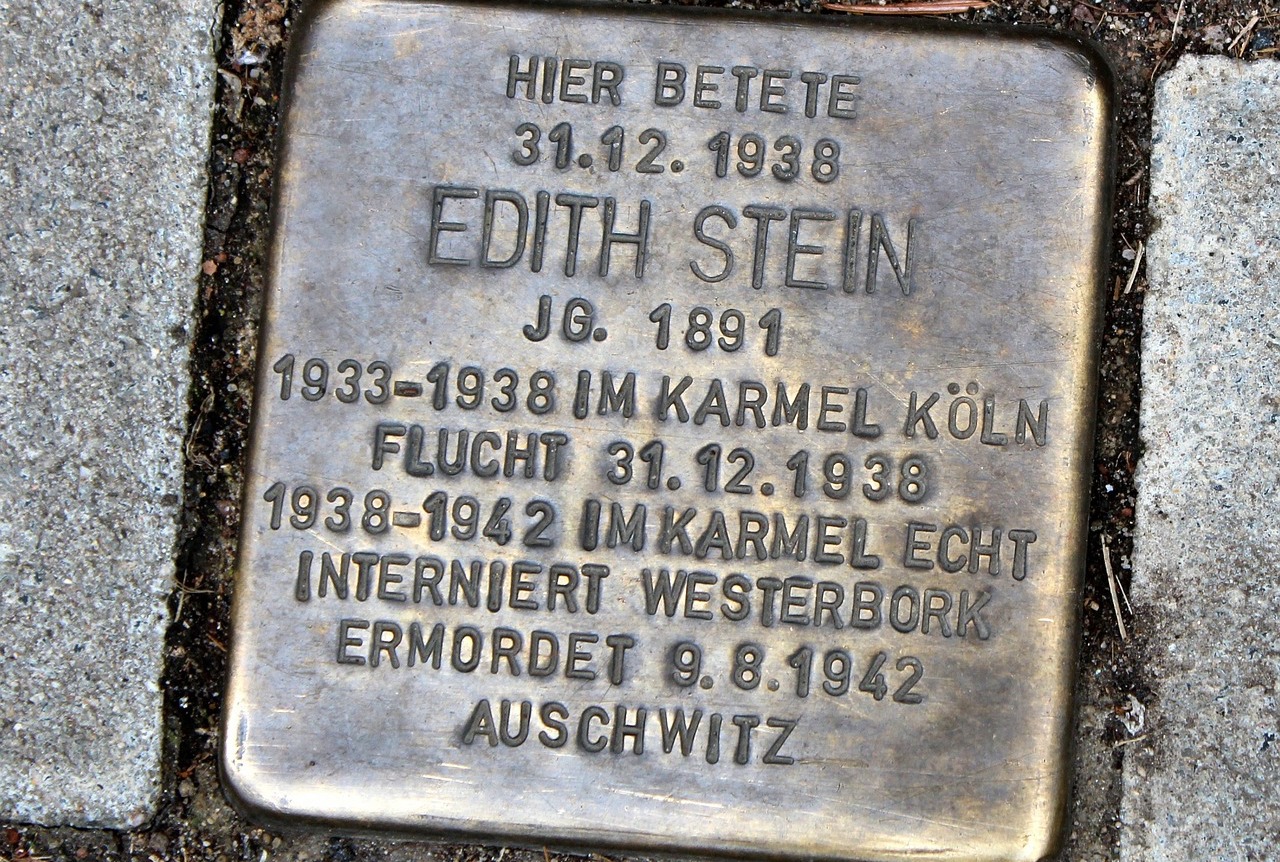 HIER BETETE
31.12. 1938
EDITH STEIN
JG. 1891
1933-1938 IM KARMEL KÖLN
FLUCHT 31.12.1938
1938-1942 IM KARMEL ECHT
INTERNIERT WESTERBORK
ERMORDET 9.8.1942
AUSCHWITZ